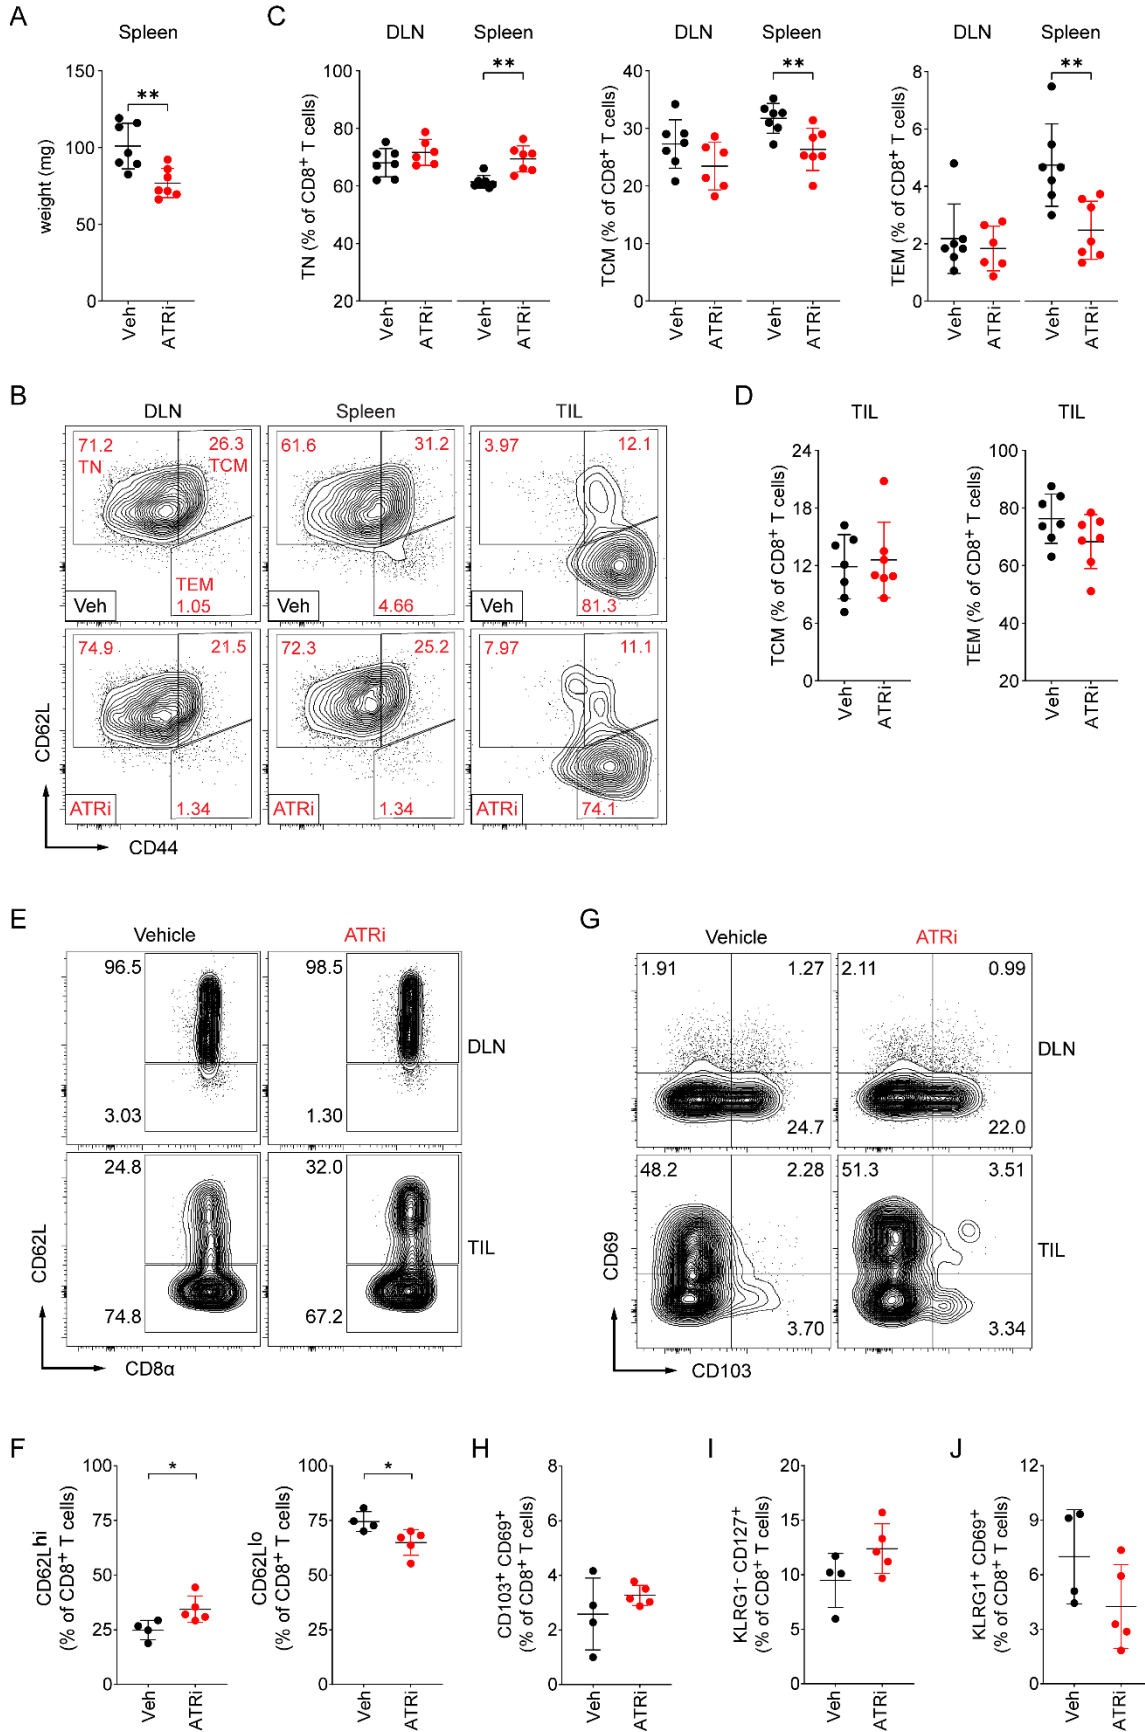 A
Spleen
weight (mg)
150
100
50
0
**
Veh
ATRi
C
DLN
Spleen
TN (% of CD8⁺ T cells)
100
80
60
40
20
**
Veh
ATRi
Veh
ATRi
DLN
Spleen
TCM (% of CD8⁺ T cells)
40
30
20
10
0
**
Veh
ATRi
Veh
ATRi
DLN
Spleen
TEM (% of CD8⁺ T cells)
8
6
4
2
0
**
Veh
ATRi
Veh
ATRi
B
DLN
Spleen
TIL
71.2
TN
26.3
TCM
TEM
1.05
Veh
61.6
31.2
4.66
Veh
3.97
12.1
81.3
Veh
74.9
21.5
1.34
ATRi
72.3
25.2
1.34
ATRi
7.97
11.1
74.1
ATRi
CD62L
CD44
D
TIL
TCM (% of CD8⁺ T cells)
24
18
12
6
0
Veh
ATRi
TIL
TEM (% of CD8⁺ T cells)
100
80
60
40
20
Veh
ATRi
E
Vehicle
ATRi
96.5
3.03
98.5
1.30
DLN
24.8
74.8
32.0
67.2
TIL
CD62L
CD8α
G
Vehicle
ATRi
1.91
1.27
24.7
2.11
0.99
22.0
DLN
48.2
2.28
3.70
51.3
3.51
3.34
TIL
CD69
CD103
F
CD62Lhi
(% of CD8⁺ T cells)
100
75
50
25
0
*
Veh
ATRi
CD62Llo
(% of CD8⁺ T cells)
100
75
50
25
0
*
Veh
ATRi
H
CD103⁺ CD69⁺
(% of CD8⁺ T cells)
8
6
4
2
0
Veh
ATRi
I
KLRG1⁻ CD127⁺
(% of CD8⁺ T cells)
20
15
10
5
0
Veh
ATRi
J
KLRG1⁺ CD69⁺
(% of CD8⁺ T cells)
12
9
6
3
0
Veh
ATRi